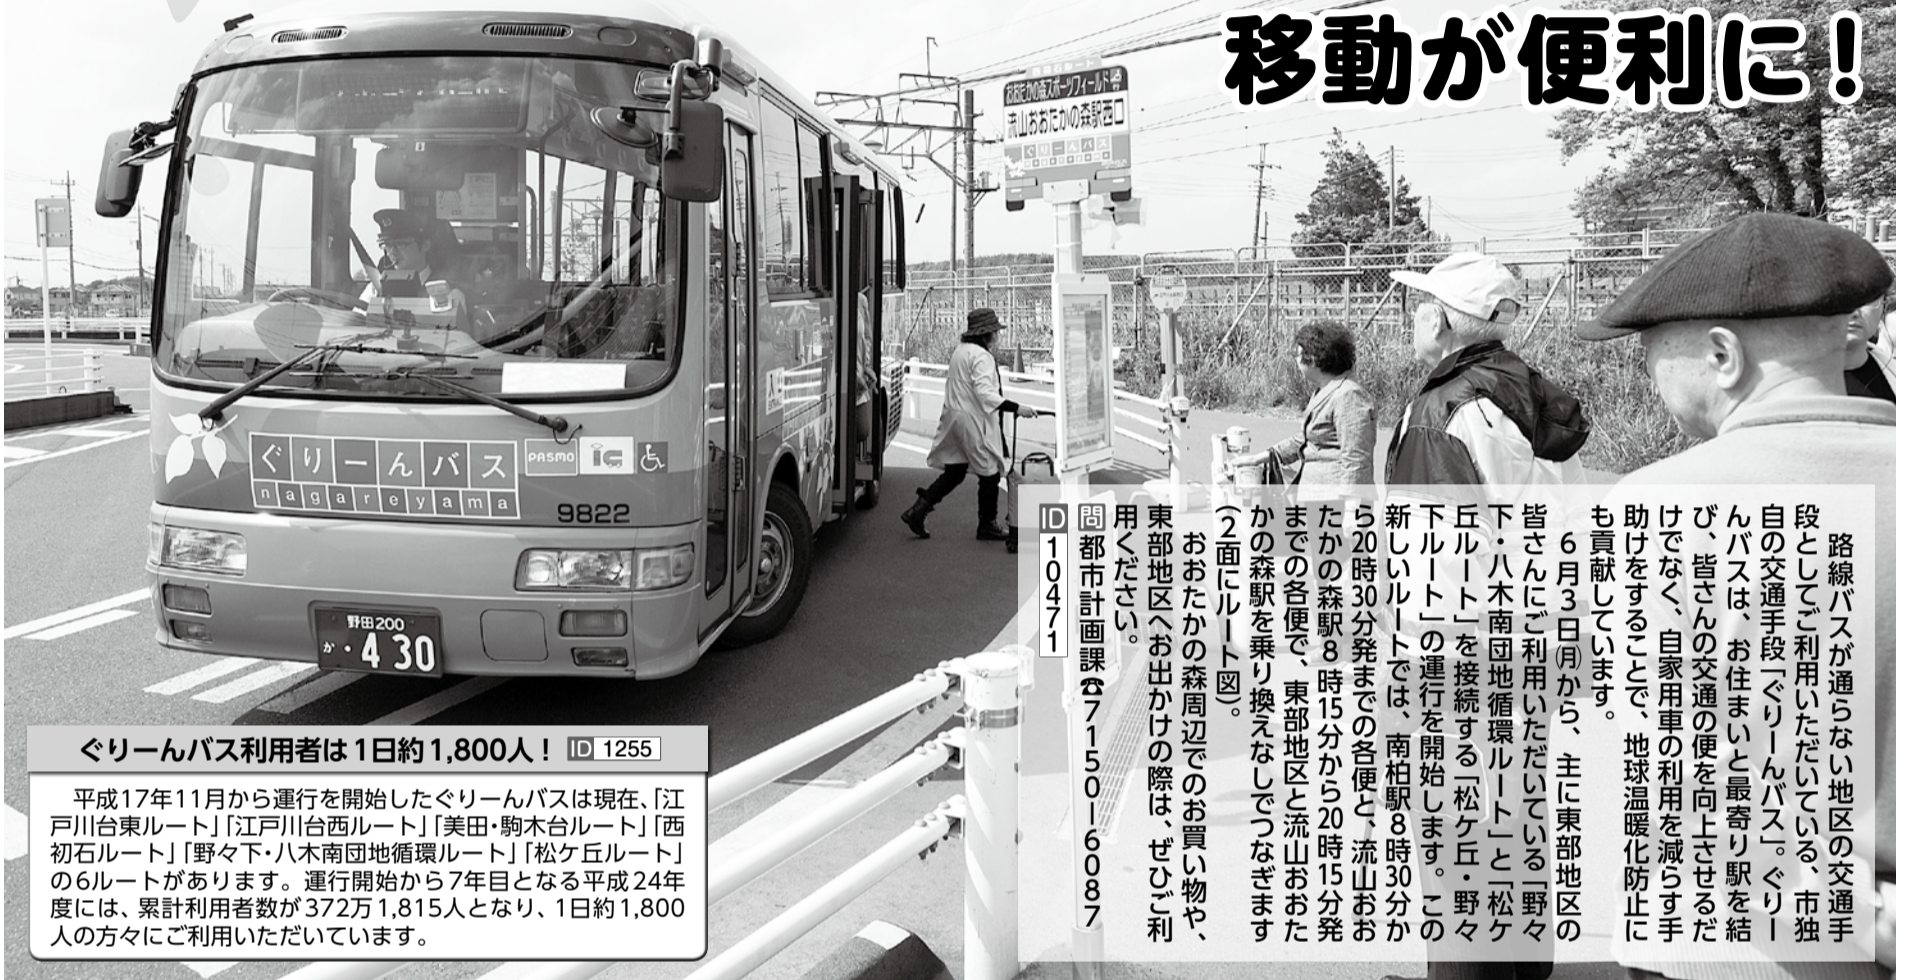 移動が便利に！
おおたかの森スポーツフィールド
流山おおたかの森駅西口
ぐりーんバス
ぐりーんバス
nagareyama
PASMO
9822
野田200
か・430
路線バスが通らない地区の交通手
段としてご利用いただいている、市独
自の交通手段「ぐりーんバス」。ぐりー
んバスは、お住まいと最寄り駅を結
び、皆さんの交通の便を向上させるだ
けでなく、自家用車の利用を減らす手
助けをすることで、地球温暖化防止に
も貢献しています。
６月３日㈪から、主に東部地区の
皆さんにご利用いただいている「野々
下・八木南団地循環ルート」と「松ケ
丘ルート」を接続する「松ケ丘・野々
下ルート」の運行を開始します。この
新しいルートでは、南柏駅８時30分か
ら20時30分発までの各便と、流山おお
たかの森駅８時15分から20時15分発
までの各便で、東部地区と流山おおた
かの森駅を乗り換えなしでつなぎます
（２面にルート図）。
おおたかの森周辺でのお買い物や、
東部地区へお出かけの際は、ぜひご利
用ください。
問都市計画課☎7150-6087
ID 10471
ぐりーんバス利用者は1日約1,800人！ ID 1255
平成17年11月から運行を開始したぐりーんバスは現在、「江
戸川台東ルート」「江戸川台西ルート」「美田・駒木台ルート」「西
初石ルート」「野々下・八木南団地循環ルート」「松ケ丘ルート」
の6ルートがあります。運行開始から7年目となる平成24年
度には、累計利用者数が372万1,815人となり、1日約1,800
人の方々にご利用いただいています。